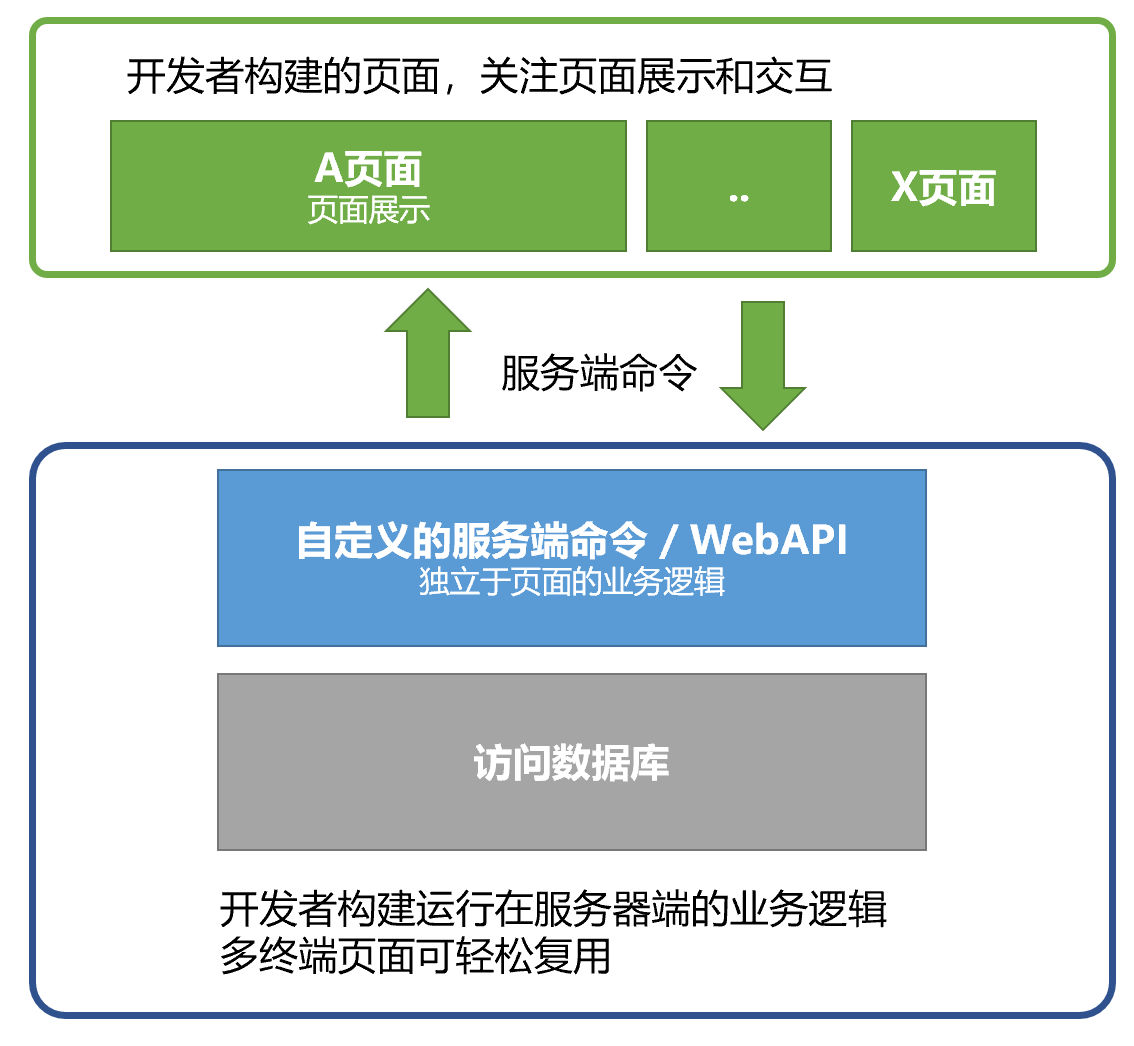 开发者构建的页面，关注页面展示和交互
A页面
页面展示
..
X页面
服务端命令
自定义的服务端命令 / WebAPI
独立于页面的业务逻辑
访问数据库
开发者构建运行在服务器端的业务逻辑
多终端页面可轻松复用